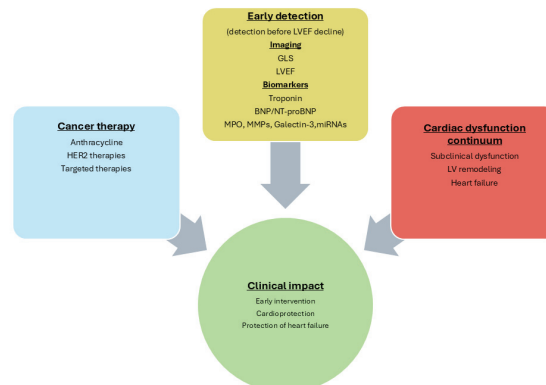 Early detection
(detection before LVEF decline)
Imaging
GLS
LVEF
Biomarkers
Troponin
BNP/NT-proBNP
MPO, MMPs, Galectin-3,miRNAs
Cancer therapy
Anthracycline
HER2 therapies
Targeted therapies
Cardiac dysfunction
continuum
Subclinical dysfunction
LV remodeling
Heart failure
Clinical impact
Early intervention
Cardioprotection
Protection of heart failure